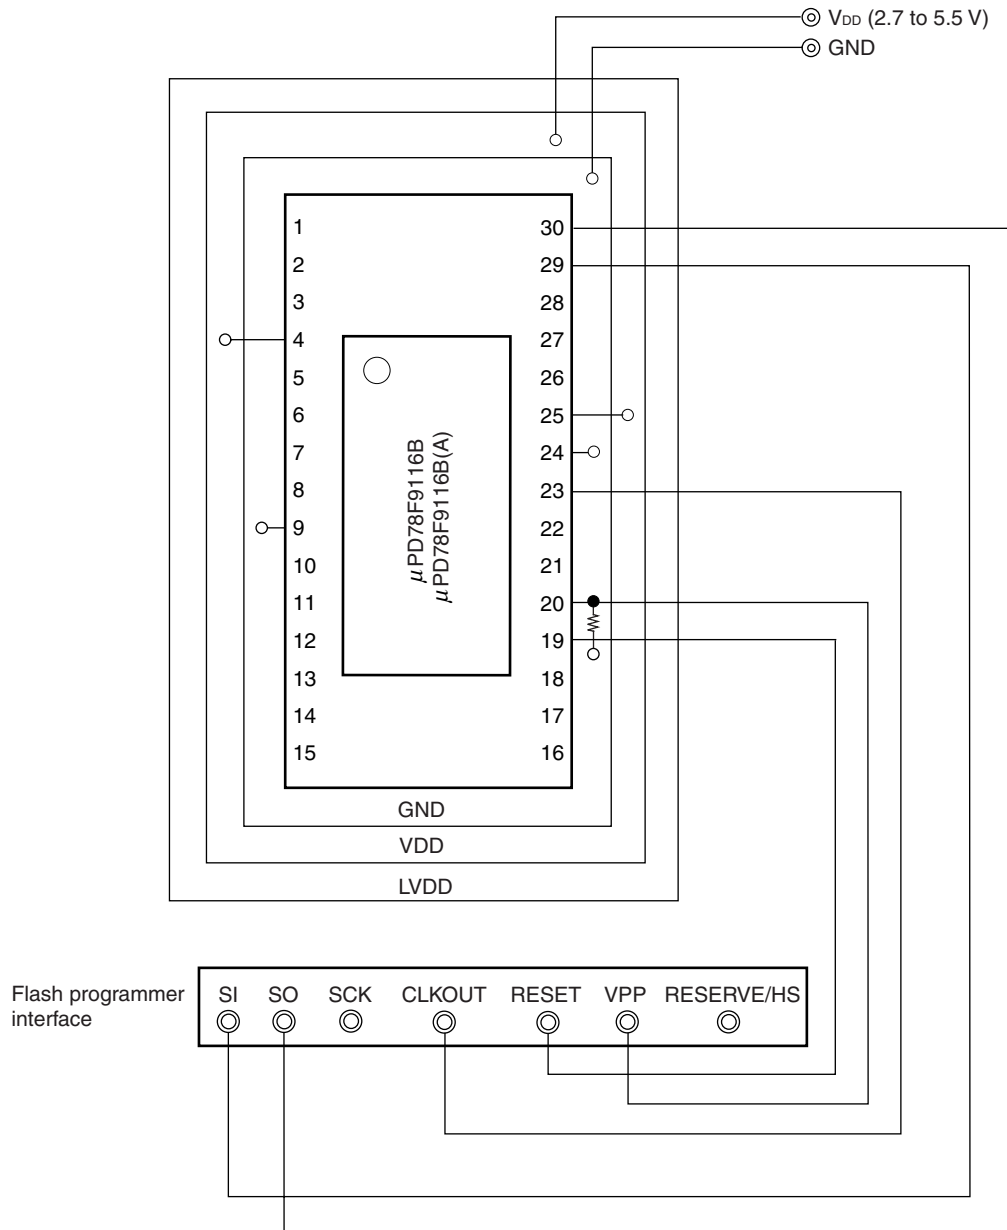 VDD (2.7 to 5.5 V)
GND
1 30
2 29
3 28
4 27
5 26
6 25
7 24
8 23
9 22
10 21
11 20
12 19
13 18
14 17
15 16
μPD78F9116B
μPD78F9116B(A)
GND
VDD
LVDD
Flash programmer
interface
SI SO SCK CLKOUT RESET VPP RESERVE/HS